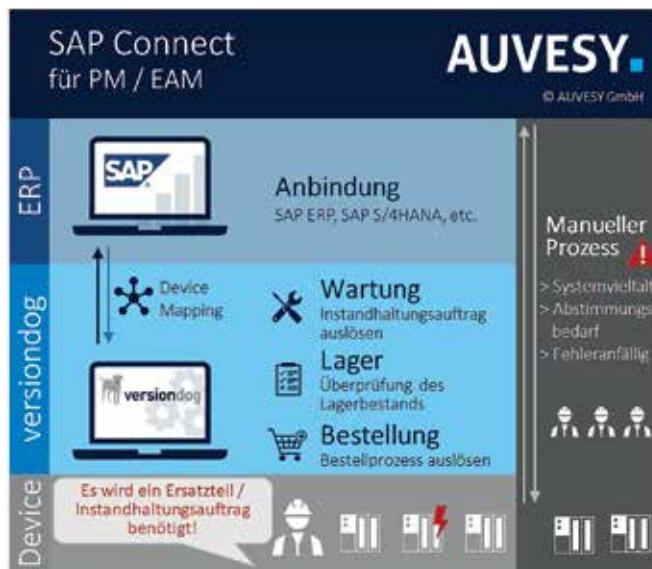 SAP Connect
für PM / EAM
AUVESY
© AUVESY GmbH
ERP
SAP
Anbindung
SAP ERP, SAP S/4HANA, etc.
Manueller
Prozess
> Systemvielfalt
> Abstimmungs
bedarf
> Fehleranfällig
versiondog
Device
Mapping
Wartung
Instandhaltungsauftrag
auslösen
Lager
Überprüfung des
Lagerbestands
versiondog
Bestellung
Bestellprozess auslösen
Device
Es wird ein Ersatzteil /
Instandhaltungsauftrag
benötigt!